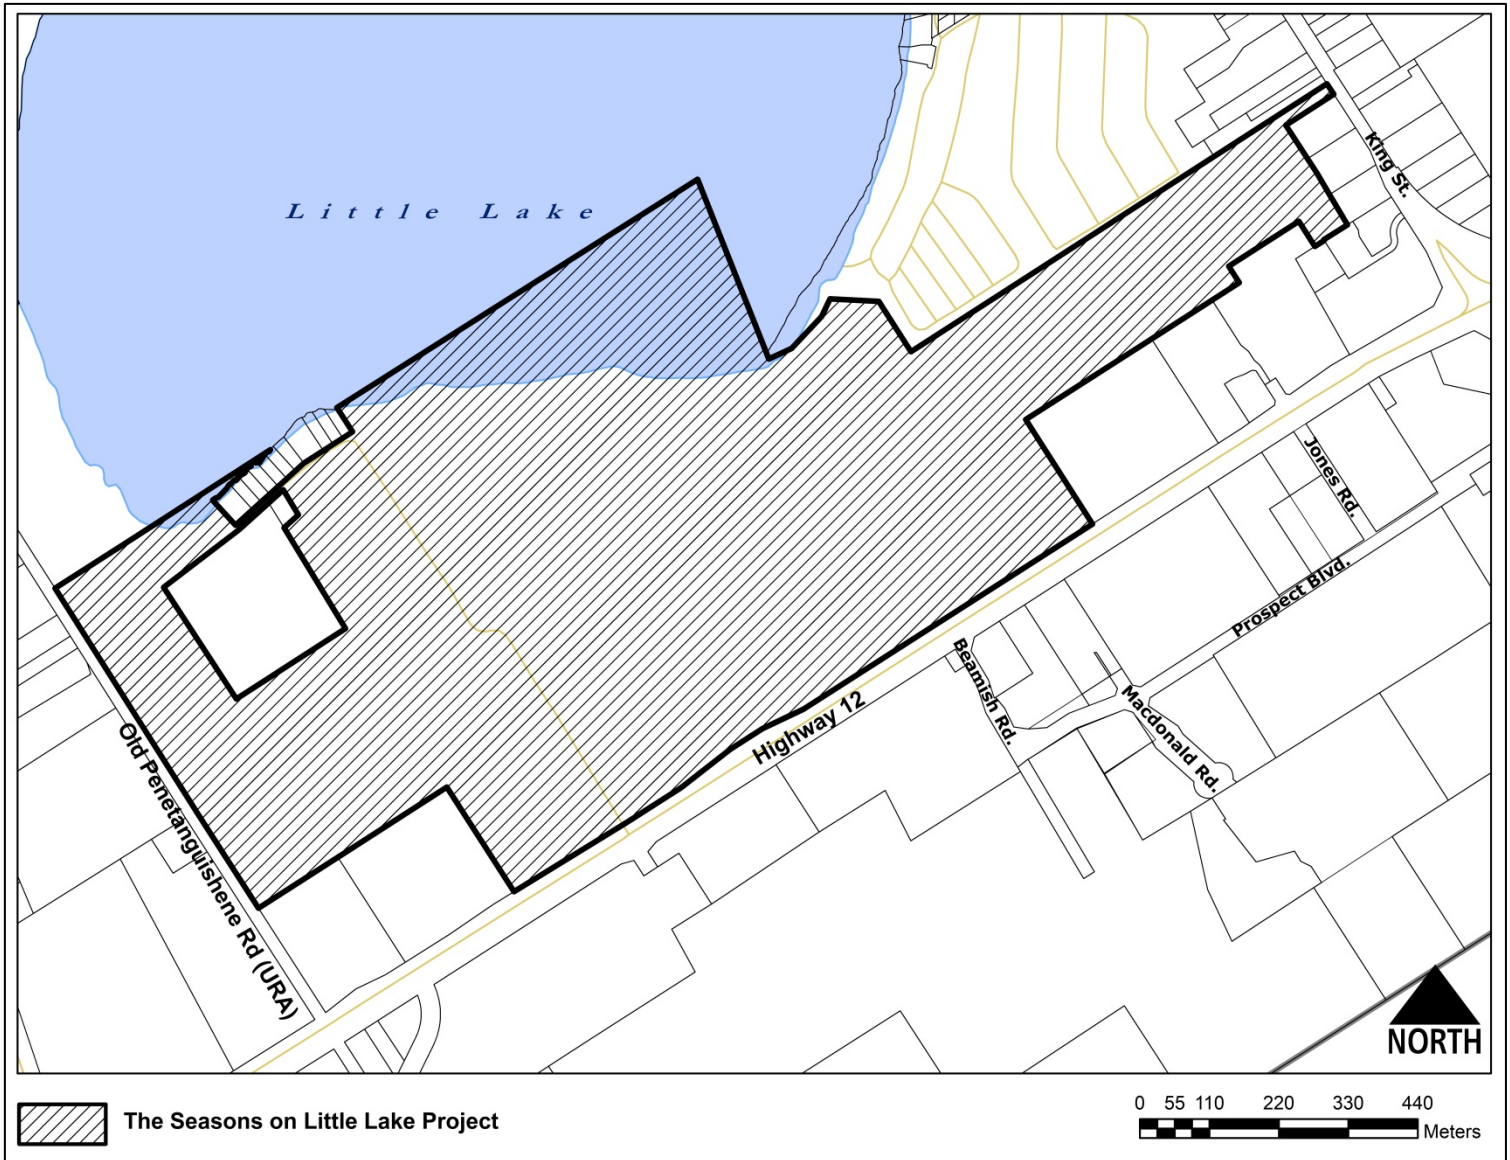 Little Lake
King St.
Jones Rd.
Prospect Blvd.
Beamish Rd.
Macdonald Rd.
Highway 12
Old Penetanguishene Rd (URA)
NORTH
The Seasons on Little Lake Project
0 55 110 220 330 440
Meters